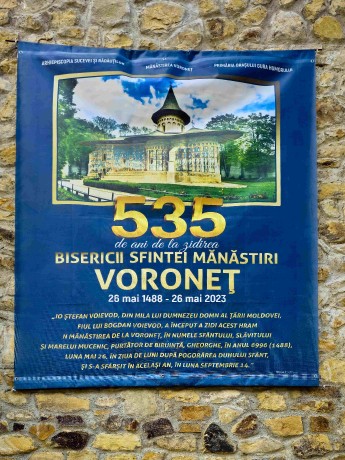 ARHIEPISCOPIA SUCEVEI ȘI RĂDĂUȚILOR MĂNĂSTIREA VORONEȚ PRIMĂRIA ORAȘULUI GURA HUMORULUI
535
de ani de la zidirea
BISERICII SFINTEI MĂNĂSTIRI
VORONEȚ
26 mai 1488 - 26 mai 2023
„IO ȘTEFAN VOIEVOD, DIN MILA LUI DUMNEZEU DOMN AL ȚĂRII MOLDOVEI,
FIUL LUI BOGDAN VOIEVOD, A ÎNCEPUT A ZIDI ACEST HRAM
II MĂNĂSTIREA DE LA VORONEȚ, ÎN NUMELE SFÂNTULUI, SLĂVITULUI
ȘI MARELUI MUCENIC, PURTĂTOR DE BIRUINȚĂ, GHEORGHE, ÎN ANUL 6996 (1488),
LUNA MAI 26, ÎN ZIUA DE LUNI DUPĂ POGORÂREA DUHULUI SFÂNT,
ȘI S-A SFÂRȘIT ÎN ACELAȘI AN, ÎN LUNA SEPTEMBRIE 14."